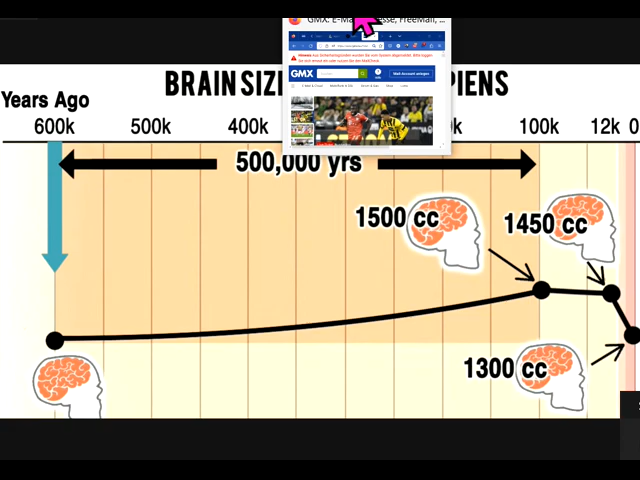 GMX: E-Ma
esse, FreeMail, ...
GMX
BRAIN SIZ
PIENS
Years Ago
600k
500k
400k
100k
12k
0
500,000 yrs
1500 cc
1450 cc
1300 cc